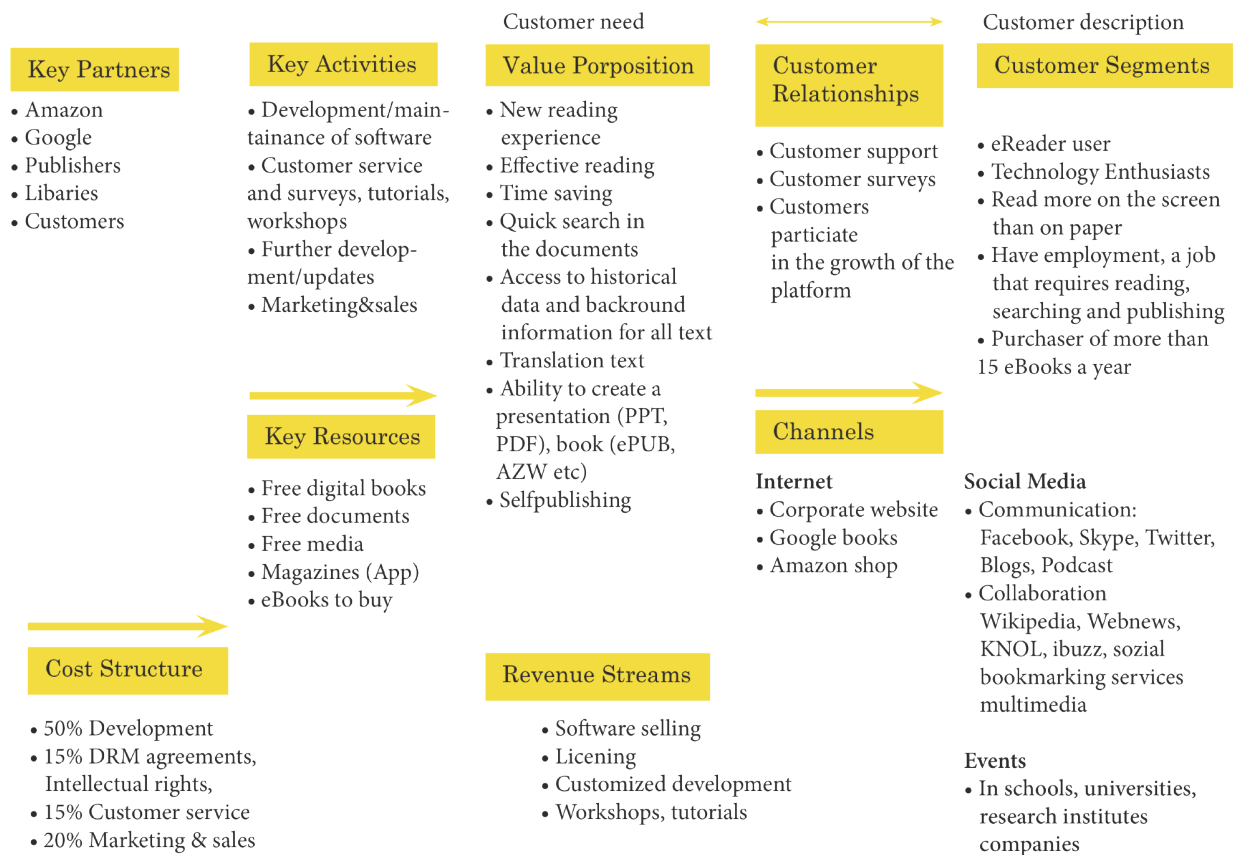 Customer need
Customer description
Key Partners
• Amazon
• Google
• Publishers
• Libaries
• Customers
Key Activities
• Development/main-
tainance of software
• Customer service
and surveys, tutorials,
workshops
• Further develop-
ment/updates
• Marketing&sales
Key Resources
• Free digital books
• Free documents
• Free media
• Magazines (App)
• eBooks to buy
Value Porposition
• New reading
experience
• Effective reading
• Time saving
• Quick search in
the documents
• Access to historical
data and backround
information for all text
• Translation text
• Ability to create a
presentation (PPT,
PDF), book (ePUB,
AZW etc)
• Selfpublishing
Customer
Relationships
• Customer support
• Customer surveys
• Customers
particiate
in the growth of the
platform
Customer Segments
• eReader user
• Technology Enthusiasts
• Read more on the screen
than on paper
• Have employment, a job
that requires reading,
searching and publishing
• Purchaser of more than
15 eBooks a year
Channels
Internet
• Corporate website
• Google books
• Amazon shop
Social Media
• Communication:
Facebook, Skype, Twitter,
Blogs, Podcast
• Collaboration
Wikipedia, Webnews,
KNOL, ibuzz, sozial
bookmarking services
multimedia
Events
• In schools, universities,
research institutes
companies
Cost Structure
• 50% Development
• 15% DRM agreements,
Intellectual rights,
• 15% Customer service
• 20% Marketing & sales
Revenue Streams
• Software selling
• Licening
• Customized development
• Workshops, tutorials